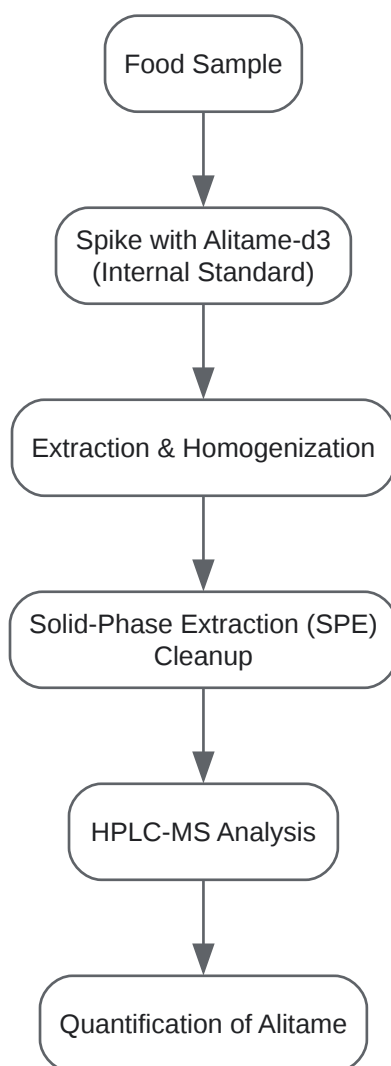 Food Sample
Spike with Alitame-d3
(Internal Standard)
Extraction & Homogenization
Solid-Phase Extraction (SPE)
Cleanup
HPLC-MS Analysis
Quantification of Alitame